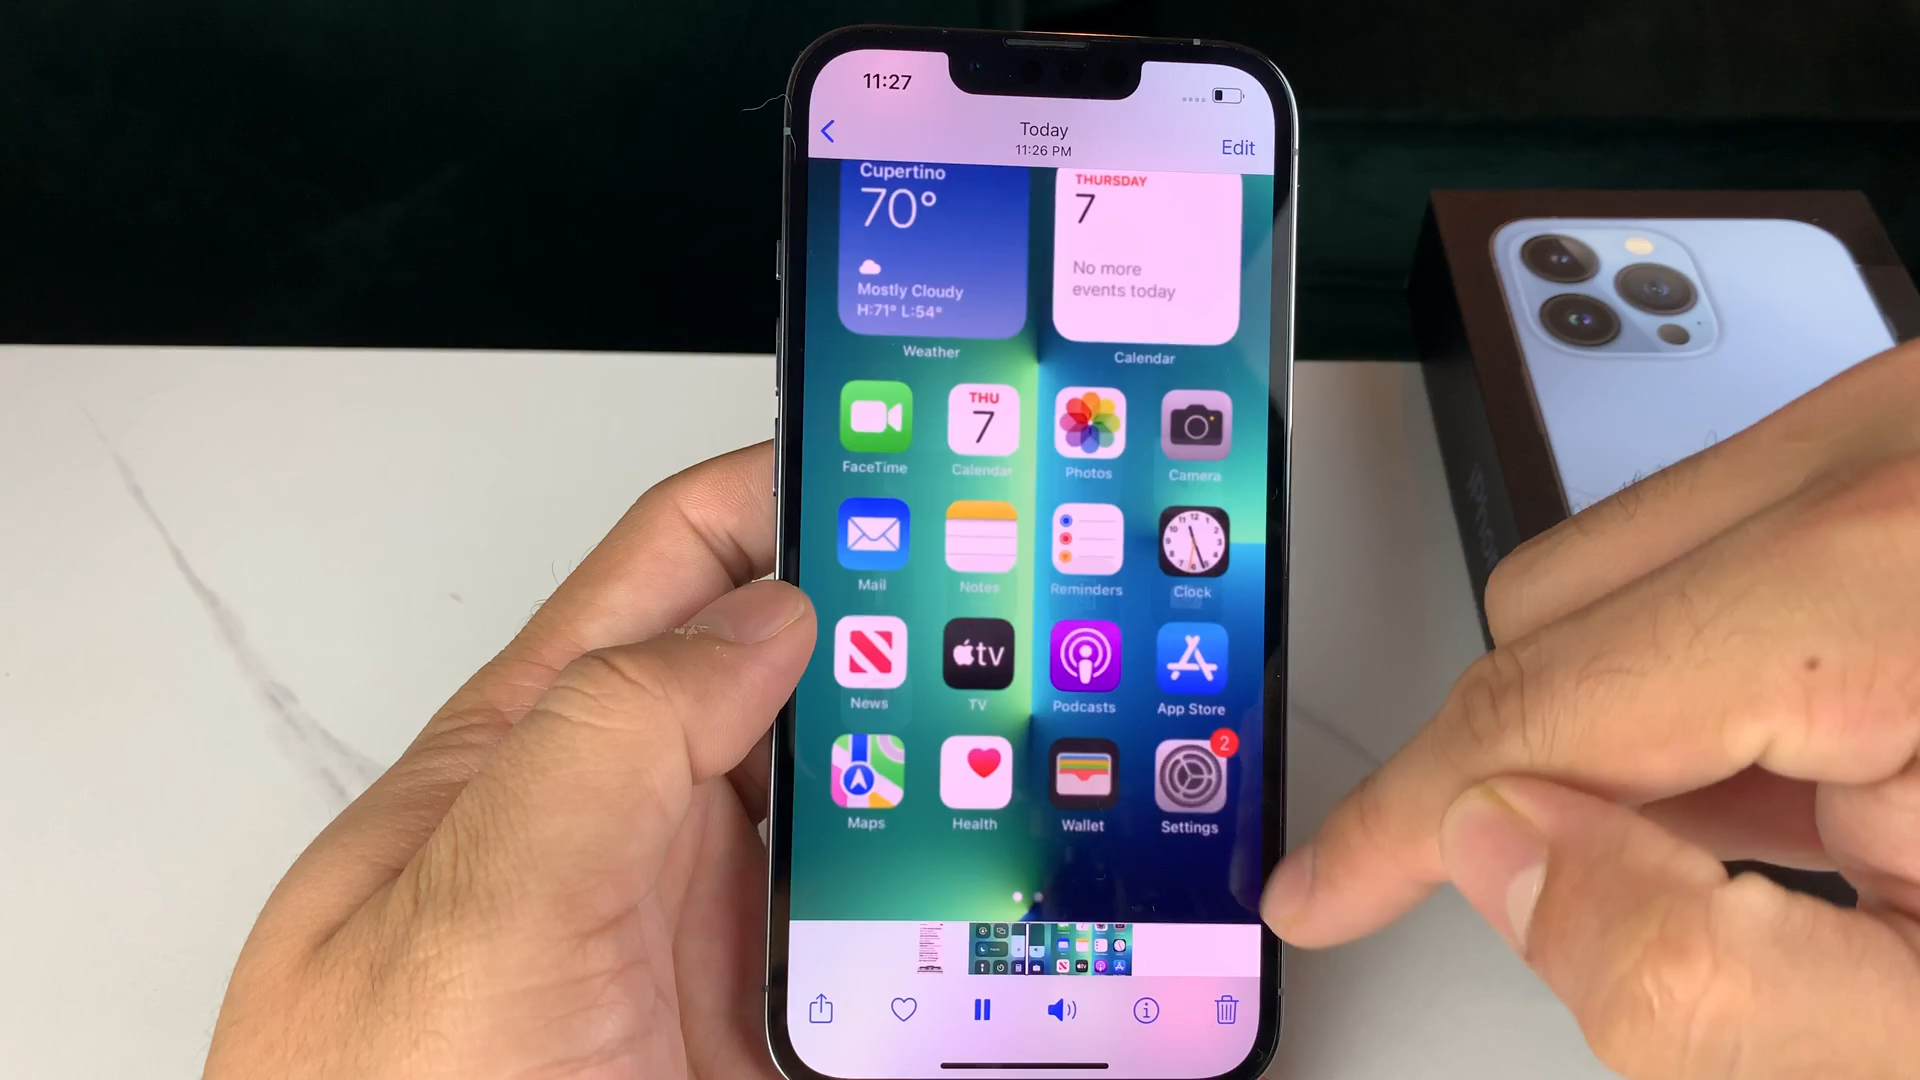 11:27
Today
11:26 PM
Edit
Cupertino
70°
Mostly Cloudy
H:71° L:54°
Weather
THURSDAY
7
No more
events today
Calendar
FaceTime
THU
7
Calendar
Photos
Camera
Mail
Notes
Reminders
Clock
News
tv
TV
Podcasts
App Store
Maps
Health
Wallet
2
Settings